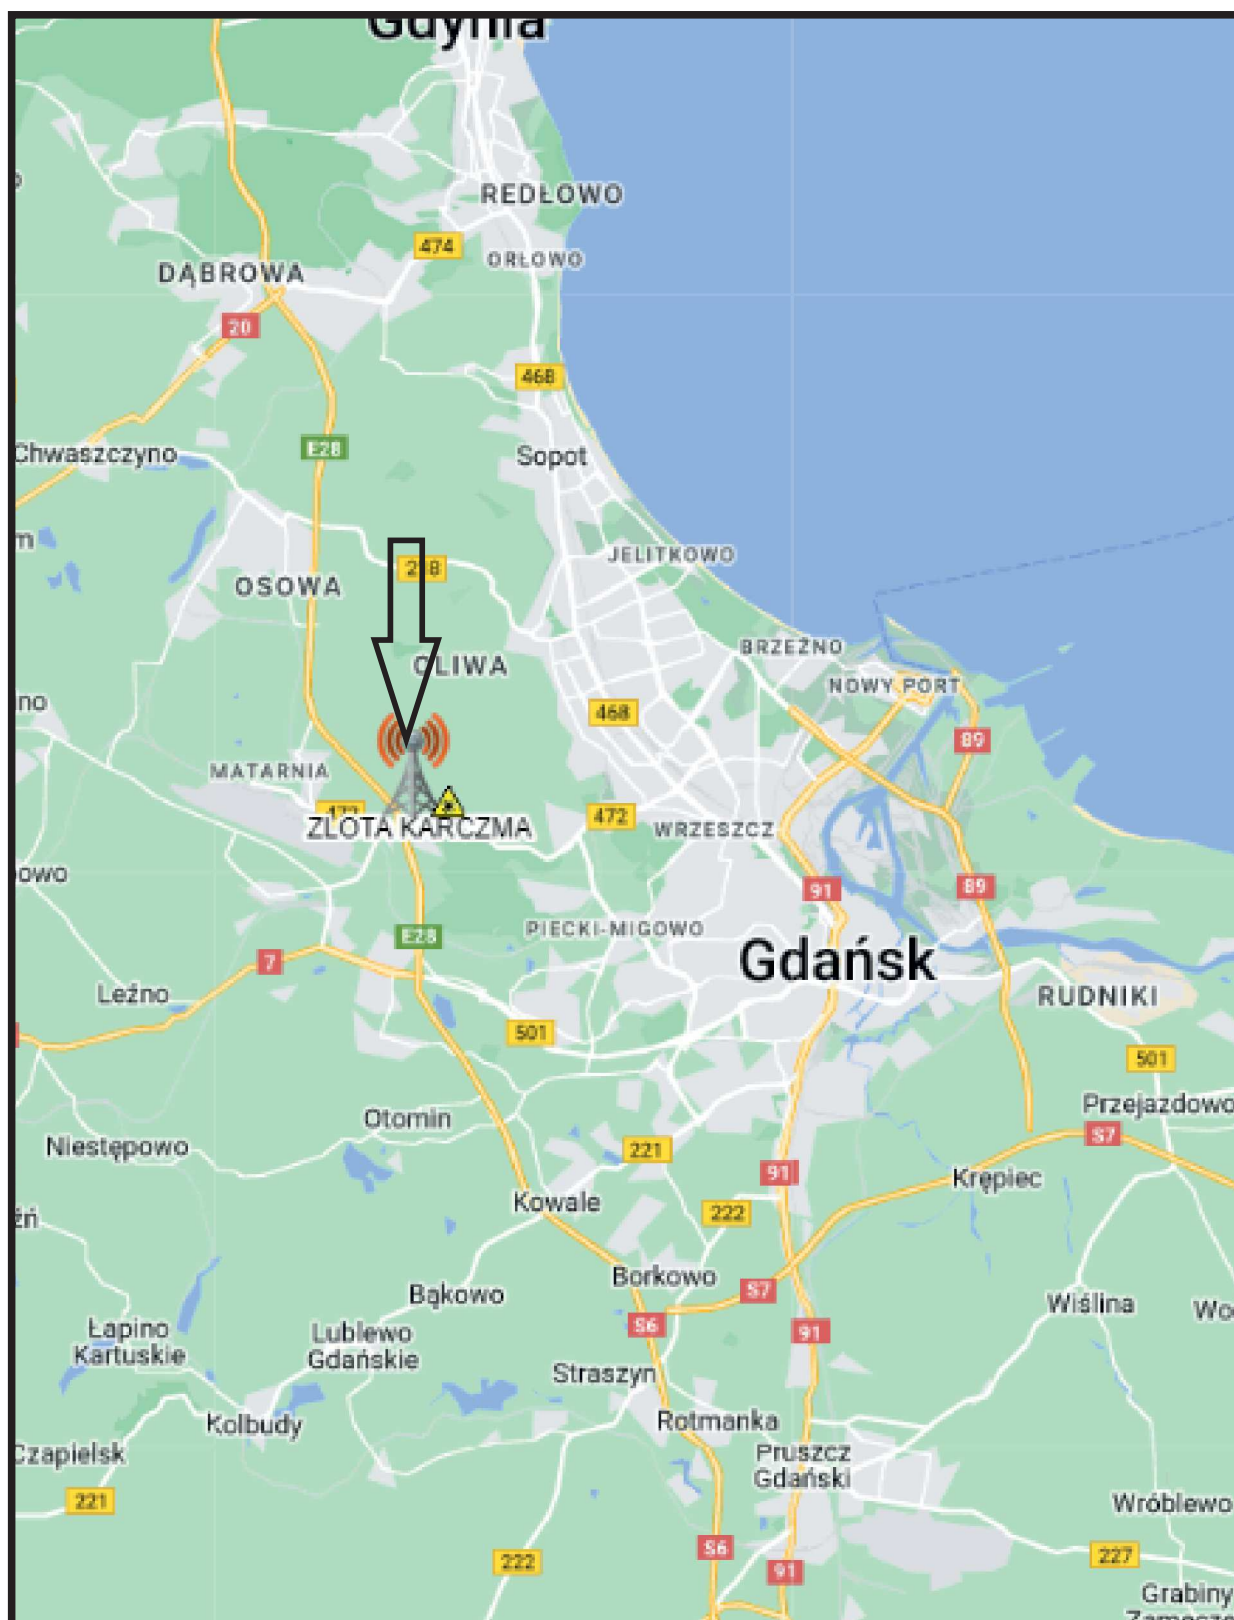 Gdynia
REDŁOWO
474
ORŁOWO
DĄBROWA
20
468
E28
Chwaszczyno
Sopot
JELITKOWO
OSOWA
BRZEŹNO
OLIWA
NOWY PORT
468
89
MATARNIA
472
472
ZLOTA KARCZMA
WRZESZCZ
91
89
PIECKI-MIGOWO
E28
Gdańsk
7
Leźno
RUDNIKI
501
501
Otomin
Przejazdowo
S7
Niestępowo
221
91
Krępiec
Kowale
222
Borkowo
S7
Bąkowo
Wiślina
S6
91
Łapino
Kartuskie
Lublewo
Gdańskie
Straszyn
Kolbudy
Rotmanka
Czapielsk
Pruszcz
Gdański
221
Wróblewo
S6
227
222
91
Grabiny